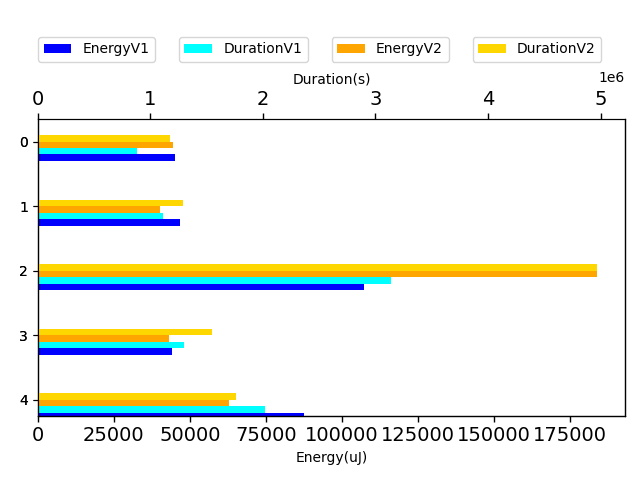 EnergyV1 DurationV1 EnergyV2 DurationV2
Duration(s)
1e6
0 1 2 3 4 5
0
1
2
3
4
0 25000 50000 75000 100000 125000 150000 175000
Energy(uJ)